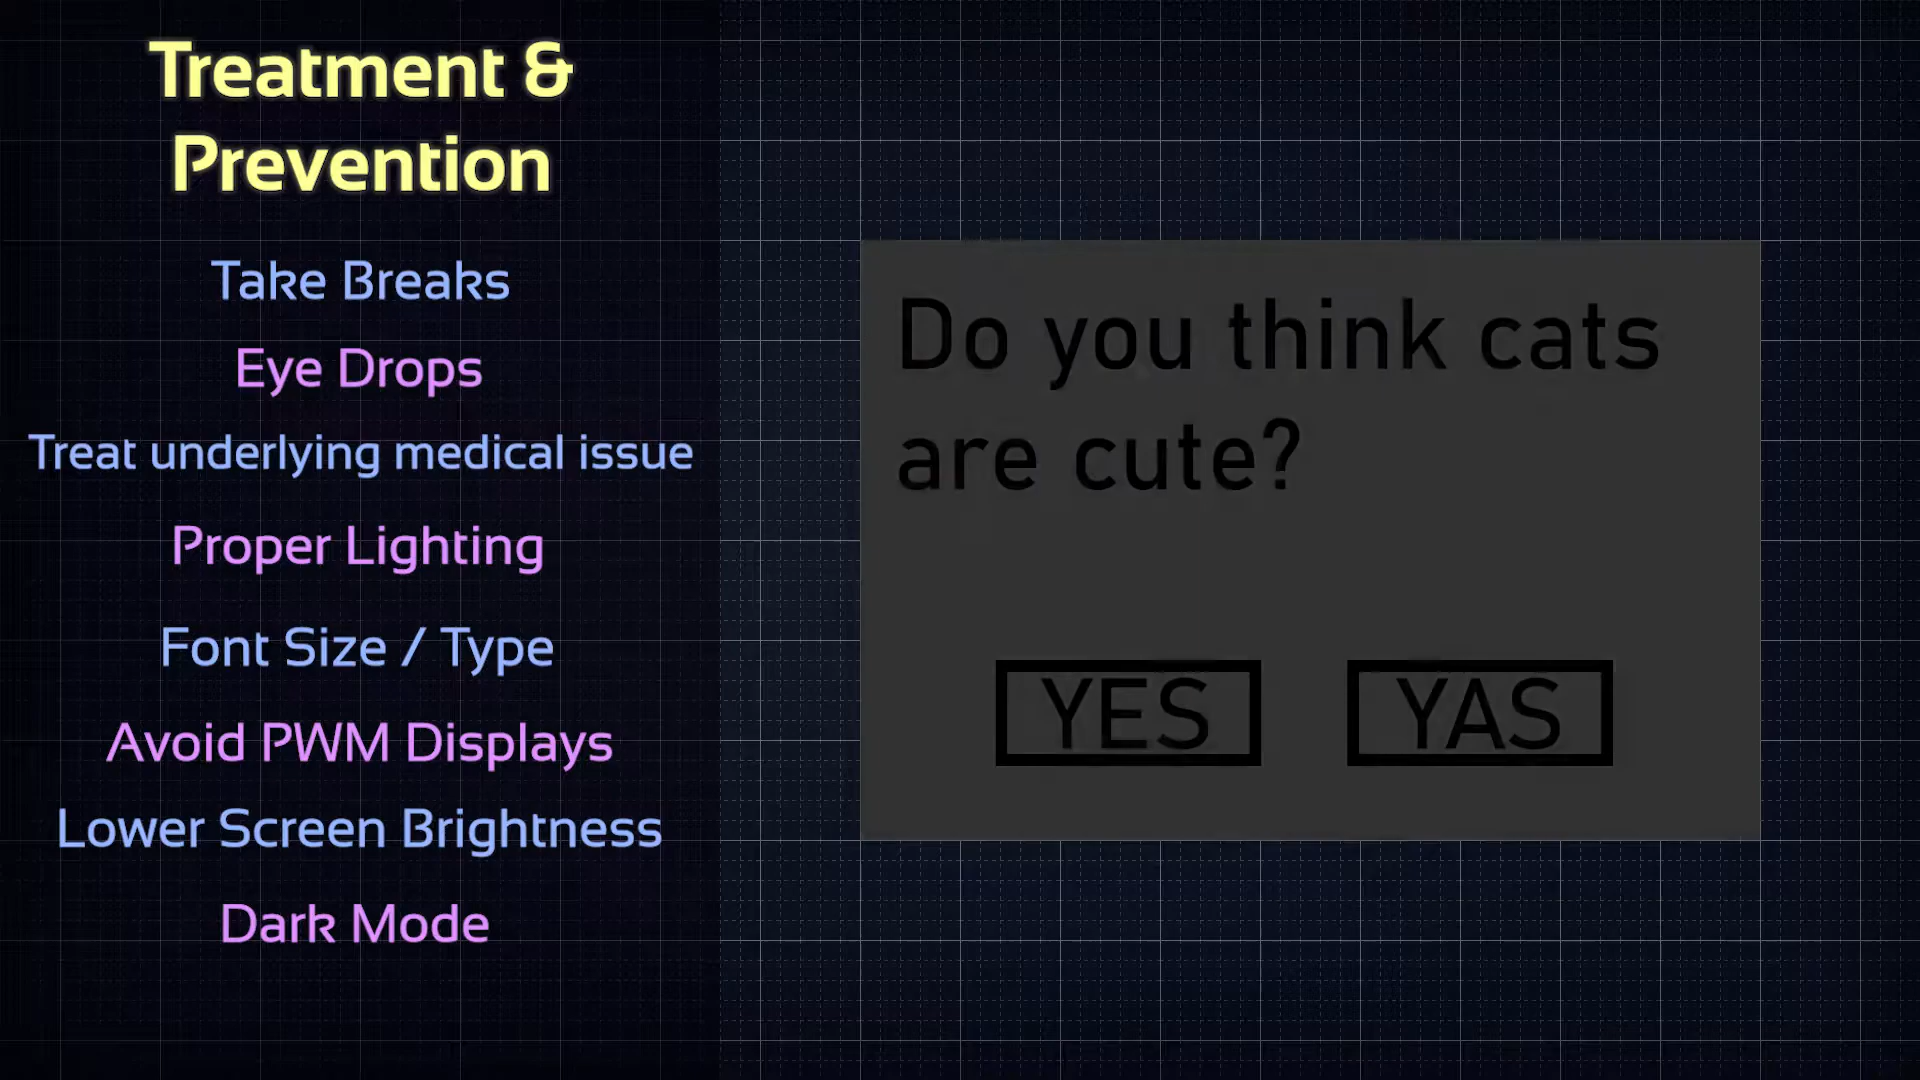 Treatment &
Prevention
Take Breaks
Eye Drops
Treat underlying medical issue
Proper Lighting
Font Size / Type
Avoid PWM Displays
Lower Screen Brightness
Dark Mode
Do you think cats
are cute?
YES YAS